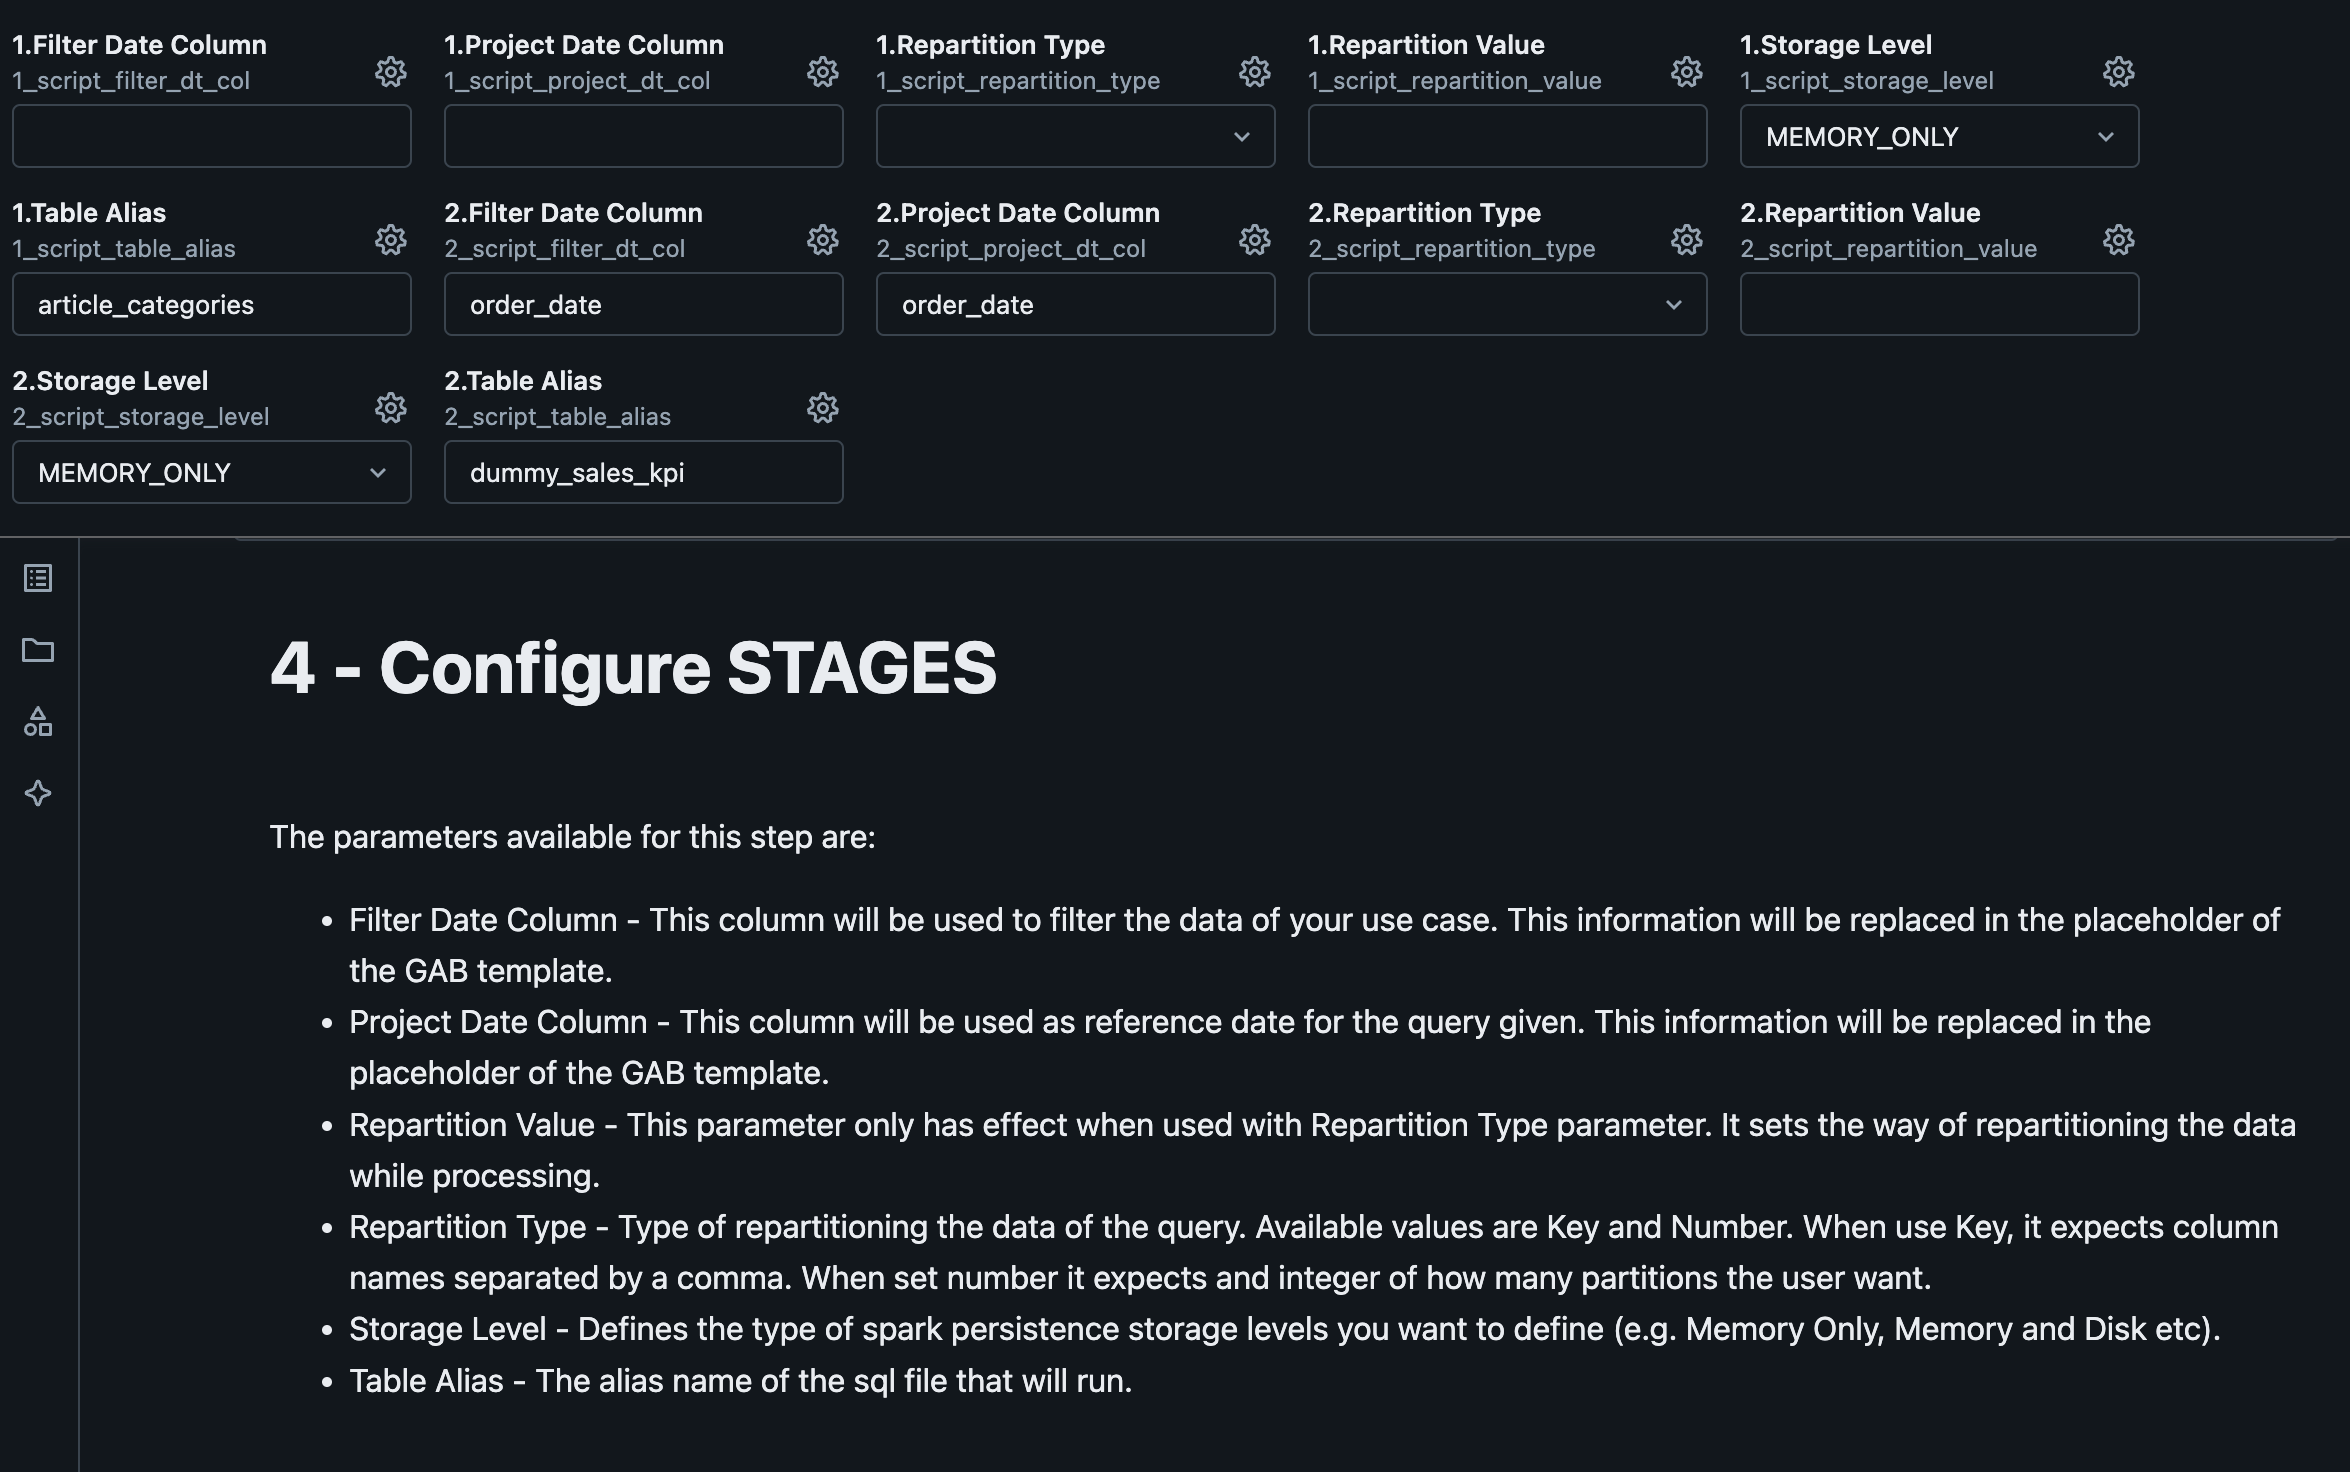 1.Filter Date Column 1.Project Date Column 1.Repartition Type 1.Repartition Value 1.Storage Level
1_script_filter_dt_col 1_script_project_dt_col 1_script_repartition_type 1_script_repartition_value 1_script_storage_level
MEMORY_ONLY
1.Table Alias 2.Filter Date Column 2.Project Date Column 2.Repartition Type 2.Repartition Value
1_script_table_alias 2_script_filter_dt_col 2_script_project_dt_col 2_script_repartition_type 2_script_repartition_value
article_categories order_date order_date
2.Storage Level 2.Table Alias
2_script_storage_level 2_script_table_alias
MEMORY_ONLY dummy_sales_kpi
4 - Configure STAGES
The parameters available for this step are:
• Filter Date Column - This column will be used to filter the data of your use case. This information will be replaced in the placeholder of
the GAB template.
• Project Date Column - This column will be used as reference date for the query given. This information will be replaced in the
placeholder of the GAB template.
• Repartition Value - This parameter only has effect when used with Repartition Type parameter. It sets the way of repartitioning the data
while processing.
• Repartition Type - Type of repartitioning the data of the query. Available values are Key and Number. When use Key, it expects column
names separated by a comma. When set number it expects and integer of how many partitions the user want.
• Storage Level - Defines the type of spark persistence storage levels you want to define (e.g. Memory Only, Memory and Disk etc).
• Table Alias - The alias name of the sql file that will run.